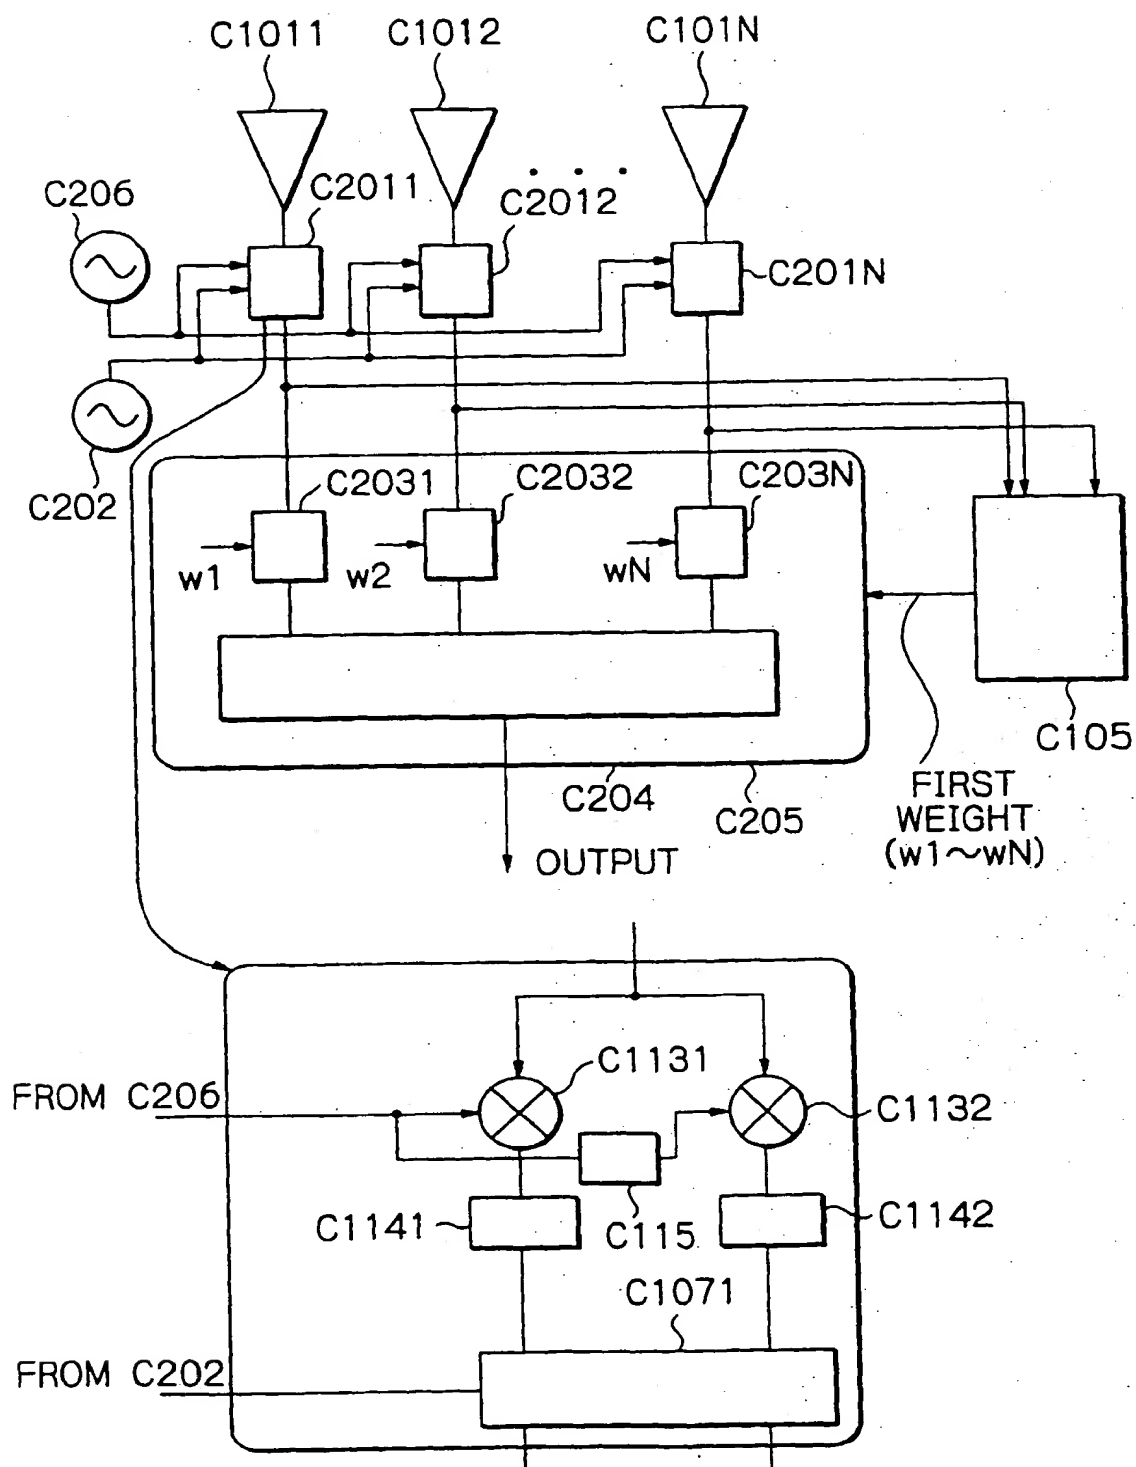 C1011 C1012 C101N
C206 C2011 C2012 C201N
C202 C2031 C2032 C203N
w1 w2 wN
C105
C204 C205
FIRST
WEIGHT
(w1~wN)
OUTPUT
C1131
FROM C206 C1132
C1141 C115 C1142
C1071
FROM C202